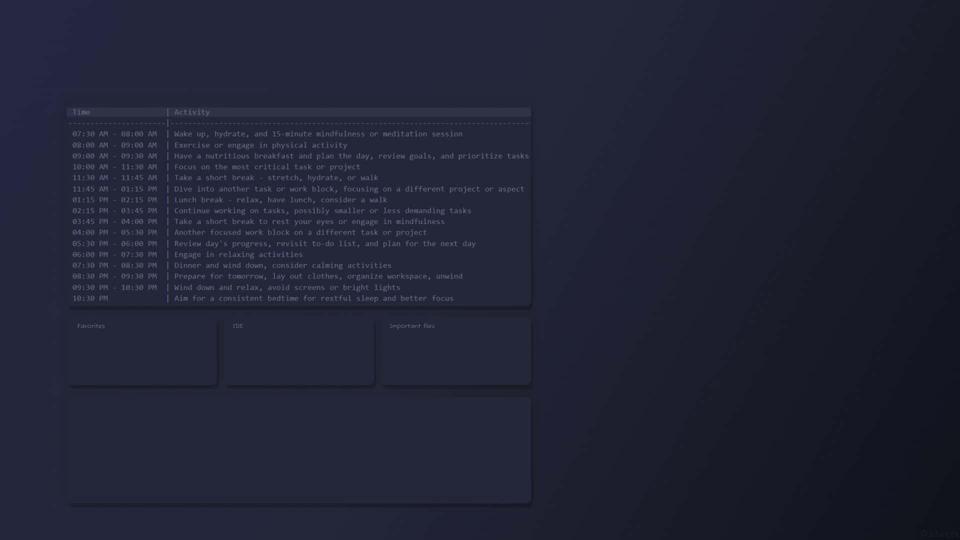 Time | Activity
-----------------------|---------------------------------------------------------------------------------
07:30 AM - 08:00 AM | Wake up, hydrate, and 15-minute mindfulness or meditation session
08:00 AM - 09:00 AM | Exercise or engage in physical activity
09:00 AM - 09:30 AM | Have a nutritious breakfast and plan the day, review goals, and prioritize tasks
10:00 AM - 11:30 AM | Focus on the most critical task or project
11:30 AM - 11:45 AM | Take a short break - stretch, hydrate, or walk
11:45 AM - 01:15 PM | Dive into another task or work block, focusing on a different project or aspect
01:15 PM - 02:15 PM | Lunch break - relax, have lunch, consider a walk
02:15 PM - 03:45 PM | Continue working on tasks, possibly smaller or less demanding tasks
03:45 PM - 04:00 PM | Take a short break to rest your eyes or engage in mindfulness
04:00 PM - 05:30 PM | Another focused work block on a different task or project
05:30 PM - 06:00 PM | Review day's progress, revisit to-do list, and plan for the next day
06:00 PM - 07:30 PM | Engage in relaxing activities
07:30 PM - 08:30 PM | Dinner and wind down, consider calming activities
08:30 PM - 09:30 PM | Prepare for tomorrow, lay out clothes, organize workspace, unwind
09:30 PM - 10:30 PM | Wind down and relax, avoid screens or bright lights
10:30 PM | Aim for a consistent bedtime for restful sleep and better focus
Favorites IDE Important files